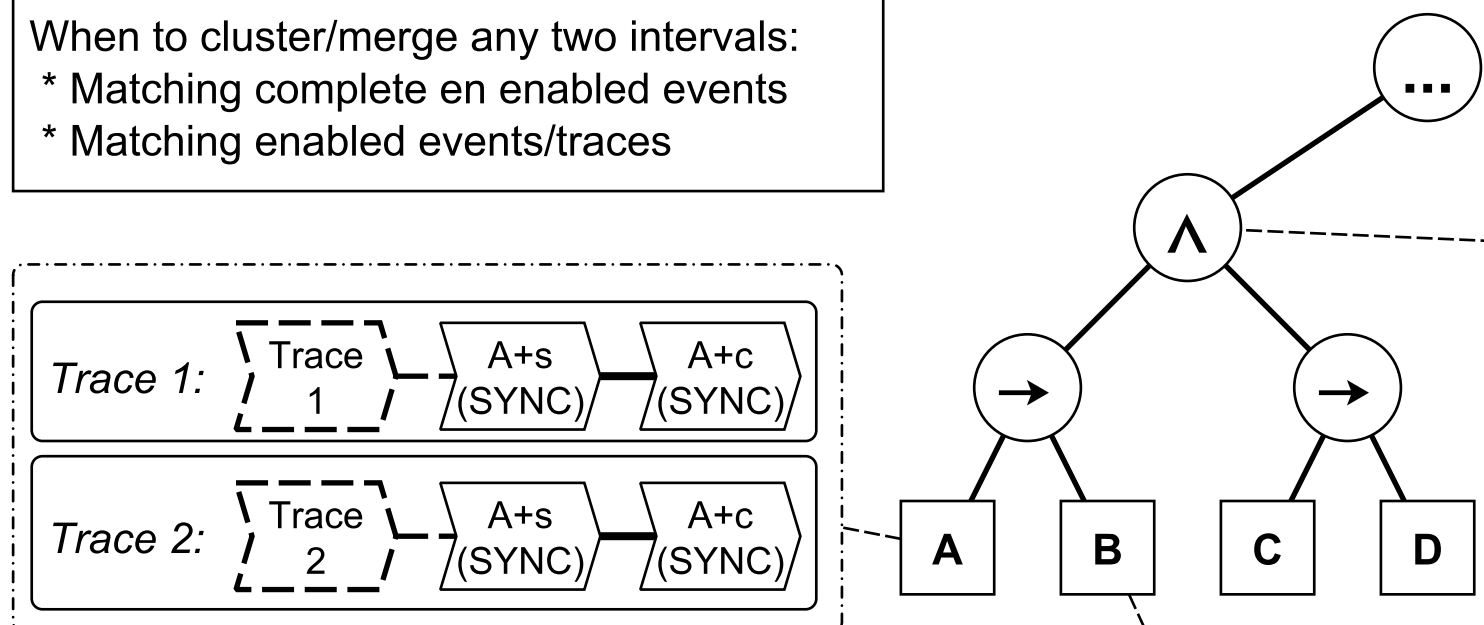 When to cluster/merge any two intervals:
* Matching complete en enabled events
* Matching enabled events/traces
...
∧
→ →
Trace 1: Trace 1 A+s (SYNC) A+c (SYNC)
Trace 2: Trace 2 A+s (SYNC) A+c (SYNC)
A B C D